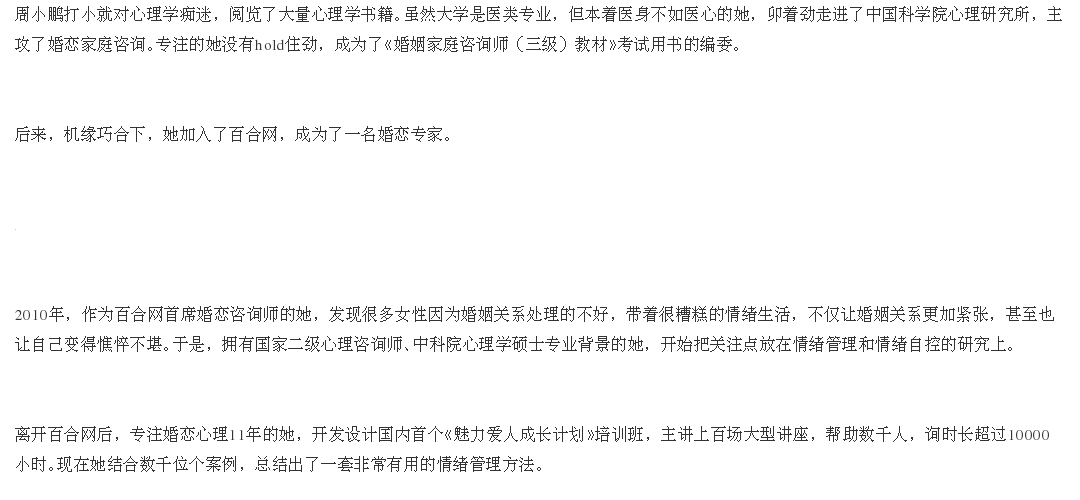 周小鹏打小就对心理学痴迷，阅览了大量心理学书籍。虽然大学是医类专业，但本着医身不如医心的她，卯着劲走进了中国科学院心理研究所，主
攻了婚恋家庭咨询。专注的她没有hold住劲，成为了《婚姻家庭咨询师（三级）教材》考试用书的编委。
后来，机缘巧合下，她加入了百合网，成为了一名婚恋专家。
2010年，作为百合网首席婚恋咨询师的她，发现很多女性因为婚姻关系处理的不好，带着很糟糕的情绪生活，不仅让婚姻关系更加紧张，甚至也
让自己变得憔悴不堪。于是，拥有国家二级心理咨询师、中科院心理学硕士专业背景的她，开始把关注点放在情绪管理和情绪自控的研究上。
离开百合网后，专注婚恋心理11年的她，开发设计国内首个《魅力爱人成长计划》培训班，主讲上百场大型讲座，帮助数千人，询时长超过10000
小时。现在她结合数千位个案例，总结出了一套非常有用的情绪管理方法。